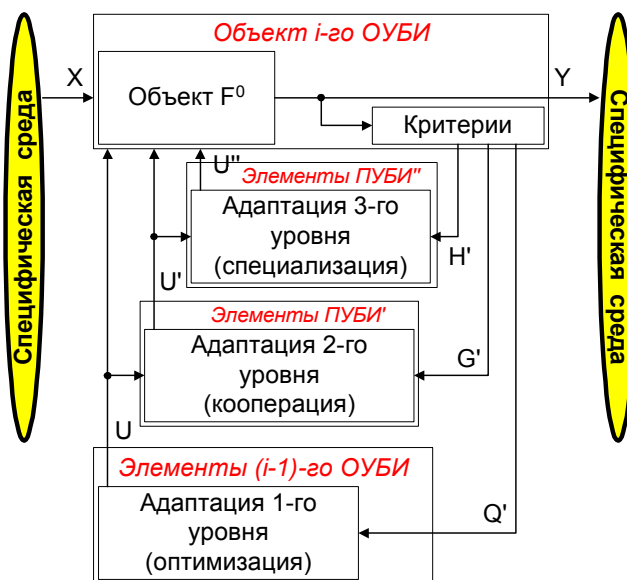 Объект i-го ОУБИ
Специфическая среда
X
Объект F⁰
Y
Специфическая среда
Критерии
U"
Элементы ПУБИ"
Адаптация 3-го
уровня
(специализация)
H'
U'
Элементы ПУБИ'
Адаптация 2-го
уровня
(кооперация)
G'
U
Элементы (i-1)-го ОУБИ
Адаптация 1-го
уровня
(оптимизация)
Q'